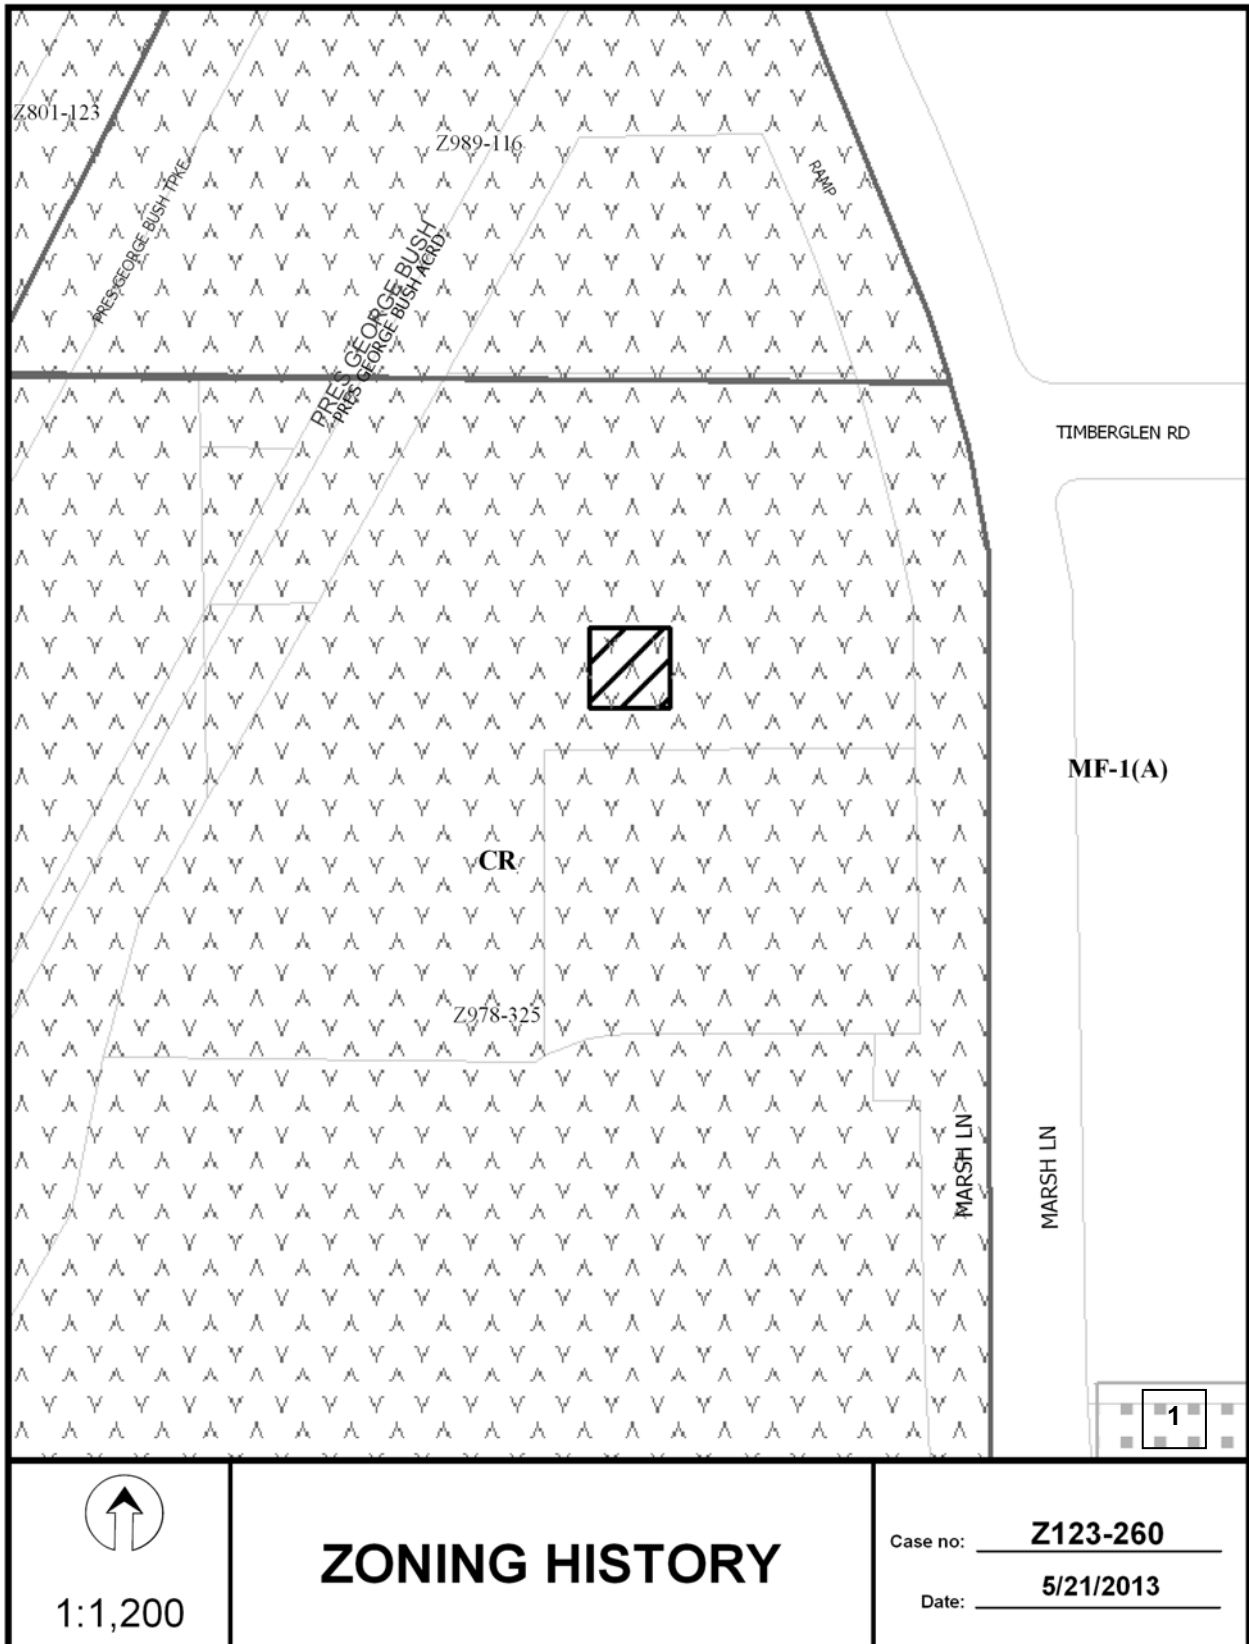 Z801-123
Z989-116
RAMP
PRES GEORGE BUSH TPKE
PRES GEORGE BUSH
PRES GEORGE BUSH ACRD
TIMBERGLEN RD
MF-1(A)
CR
Z978-325
MARSH LN
MARSH LN
1
1:1,200
ZONING HISTORY
Case no: Z123-260
Date: 5/21/2013